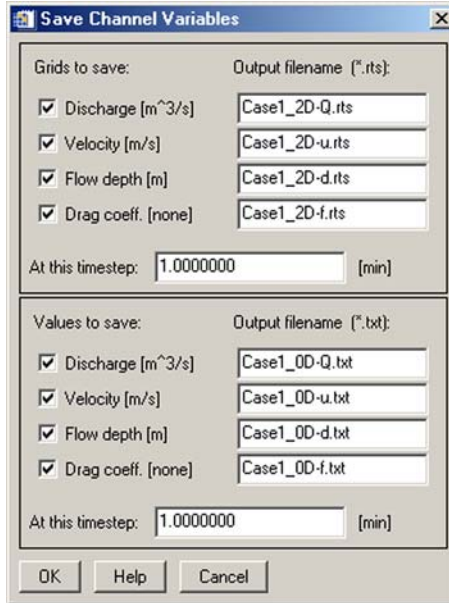 Save Channel Variables
Grids to save: Output filename (*.rts):
Discharge [m^3/s] Case1_2D-Q.rts
Velocity [m/s] Case1_2D-u.rts
Flow depth [m] Case1_2D-d.rts
Drag coeff. [none] Case1_2D-f.rts
At this timestep: 1.0000000 [min]
Values to save: Output filename (*.txt):
Discharge [m^3/s] Case1_0D-Q.txt
Velocity [m/s] Case1_0D-u.txt
Flow depth [m] Case1_0D-d.txt
Drag coeff. [none] Case1_0D-f.txt
At this timestep: 1.0000000 [min]
OK Help Cancel